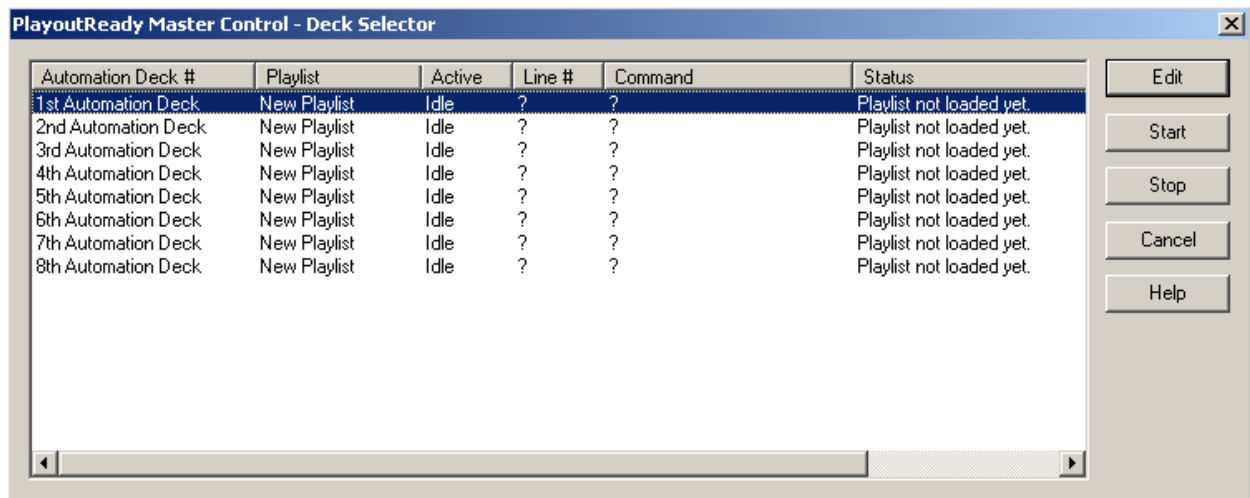 PlayoutReady Master Control - Deck Selector
Automation Deck # Playlist Active Line # Command Status
1st Automation Deck New Playlist Idle ? ? Playlist not loaded yet.
2nd Automation Deck New Playlist Idle ? ? Playlist not loaded yet.
3rd Automation Deck New Playlist Idle ? ? Playlist not loaded yet.
4th Automation Deck New Playlist Idle ? ? Playlist not loaded yet.
5th Automation Deck New Playlist Idle ? ? Playlist not loaded yet.
6th Automation Deck New Playlist Idle ? ? Playlist not loaded yet.
7th Automation Deck New Playlist Idle ? ? Playlist not loaded yet.
8th Automation Deck New Playlist Idle ? ? Playlist not loaded yet.
Edit
Start
Stop
Cancel
Help